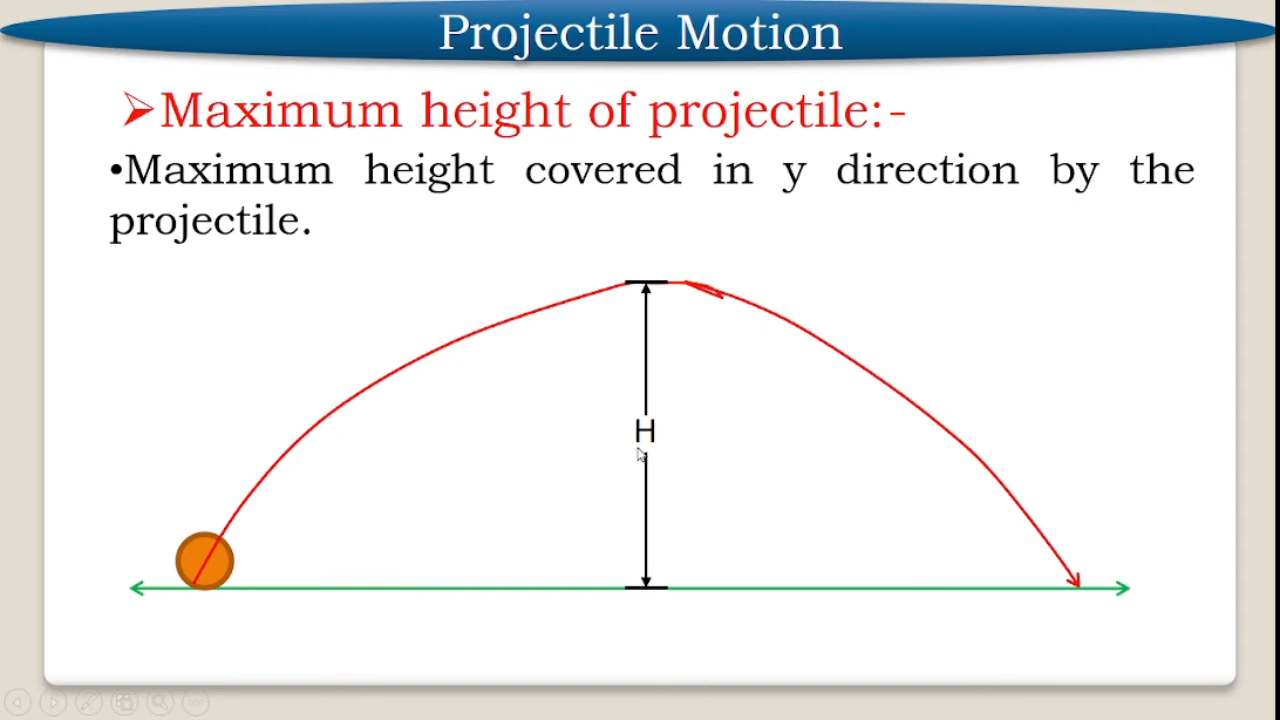 Projectile Motion
➢Maximum height of projectile:-
•Maximum height covered in y direction by the
projectile.
H